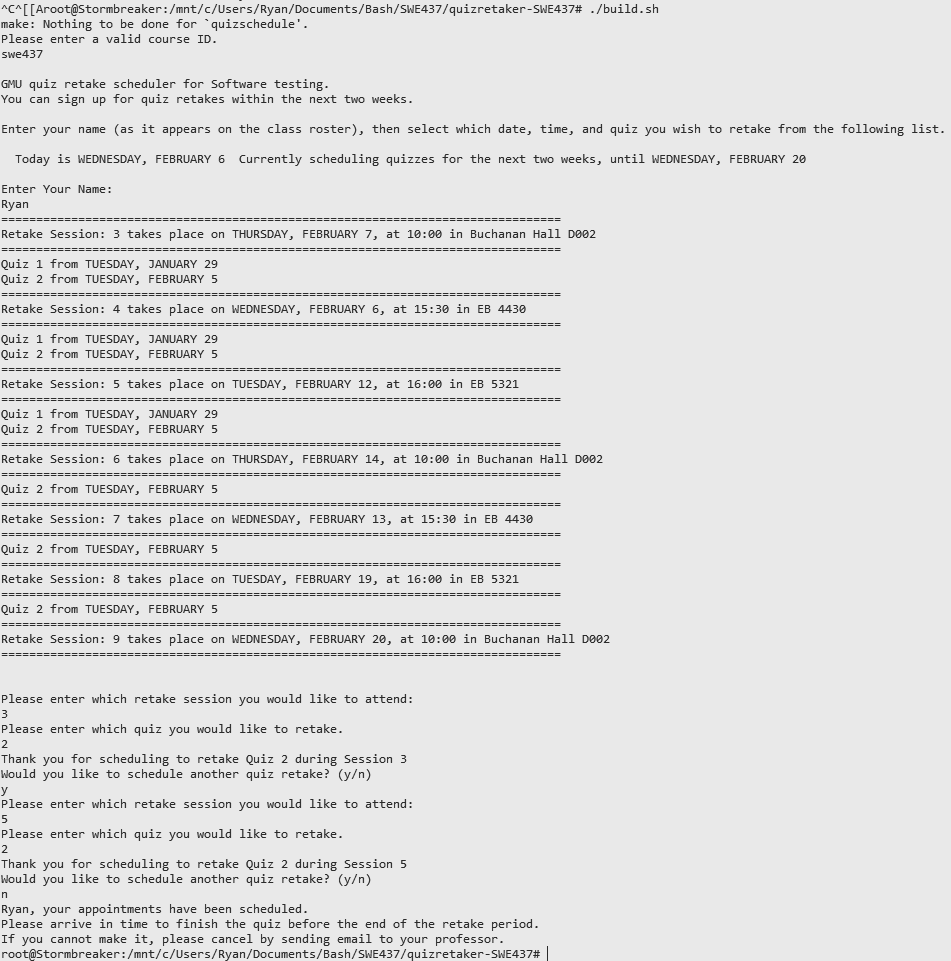 ^C^[[Aroot@Stormbreaker:/mnt/c/Users/Ryan/Documents/Bash/SWE437/quizretaker-SWE437# ./build.sh
make: Nothing to be done for `quizschedule'.
Please enter a valid course ID.
swe437
GMU quiz retake scheduler for Software testing.
You can sign up for quiz retakes within the next two weeks.
Enter your name (as it appears on the class roster), then select which date, time, and quiz you wish to retake from the following list.
Today is WEDNESDAY, FEBRUARY 6  Currently scheduling quizzes for the next two weeks, until WEDNESDAY, FEBRUARY 20
Enter Your Name:
Ryan
================================================================================
Retake Session: 3 takes place on THURSDAY, FEBRUARY 7, at 10:00 in Buchanan Hall D002
================================================================================
Quiz 1 from TUESDAY, JANUARY 29
Quiz 2 from TUESDAY, FEBRUARY 5
================================================================================
Retake Session: 4 takes place on WEDNESDAY, FEBRUARY 6, at 15:30 in EB 4430
================================================================================
Quiz 1 from TUESDAY, JANUARY 29
Quiz 2 from TUESDAY, FEBRUARY 5
================================================================================
Retake Session: 5 takes place on TUESDAY, FEBRUARY 12, at 16:00 in EB 5321
================================================================================
Quiz 1 from TUESDAY, JANUARY 29
Quiz 2 from TUESDAY, FEBRUARY 5
================================================================================
Retake Session: 6 takes place on THURSDAY, FEBRUARY 14, at 10:00 in Buchanan Hall D002
================================================================================
Quiz 2 from TUESDAY, FEBRUARY 5
================================================================================
Retake Session: 7 takes place on WEDNESDAY, FEBRUARY 13, at 15:30 in EB 4430
================================================================================
Quiz 2 from TUESDAY, FEBRUARY 5
================================================================================
Retake Session: 8 takes place on TUESDAY, FEBRUARY 19, at 16:00 in EB 5321
================================================================================
Quiz 2 from TUESDAY, FEBRUARY 5
================================================================================
Retake Session: 9 takes place on WEDNESDAY, FEBRUARY 20, at 10:00 in Buchanan Hall D002
================================================================================
Please enter which retake session you would like to attend:
3
Please enter which quiz you would like to retake.
2
Thank you for scheduling to retake Quiz 2 during Session 3
Would you like to schedule another quiz retake? (y/n)
y
Please enter which retake session you would like to attend:
5
Please enter which quiz you would like to retake.
2
Thank you for scheduling to retake Quiz 2 during Session 5
Would you like to schedule another quiz retake? (y/n)
n
Ryan, your appointments have been scheduled.
Please arrive in time to finish the quiz before the end of the retake period.
If you cannot make it, please cancel by sending email to your professor.
root@Stormbreaker:/mnt/c/Users/Ryan/Documents/Bash/SWE437/quizretaker-SWE437#